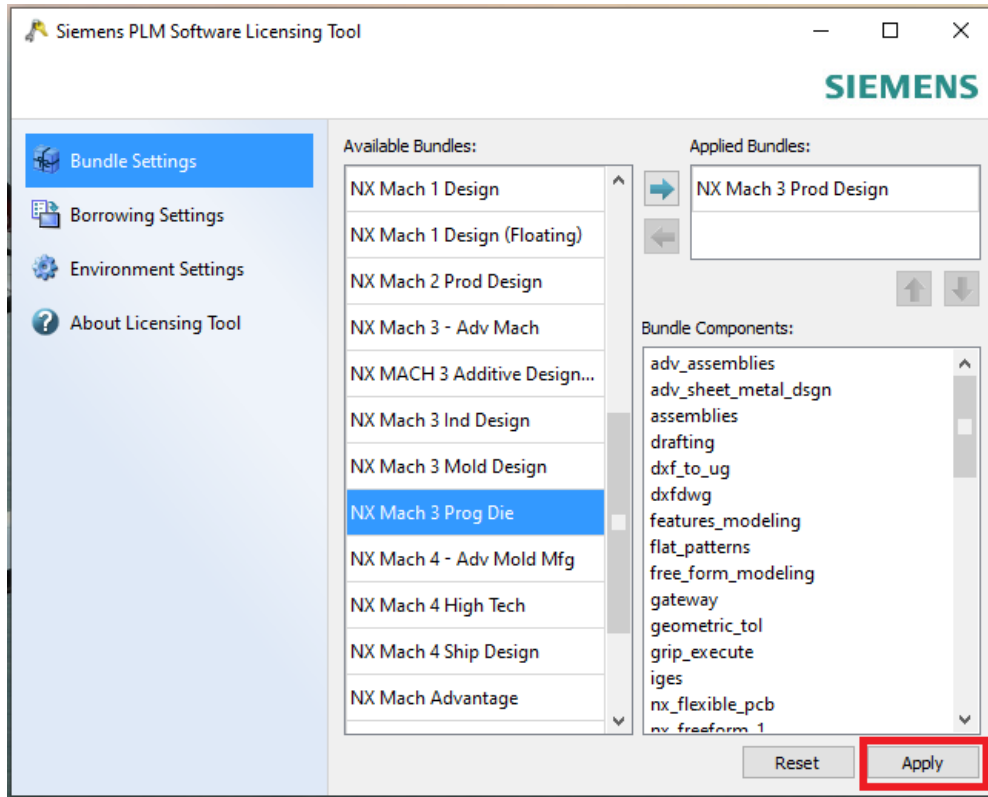 Siemens PLM Software Licensing Tool
SIEMENS
Bundle Settings
Borrowing Settings
Environment Settings
About Licensing Tool
Available Bundles:
NX Mach 1 Design
NX Mach 1 Design (Floating)
NX Mach 2 Prod Design
NX Mach 3 - Adv Mach
NX MACH 3 Additive Design...
NX Mach 3 Ind Design
NX Mach 3 Mold Design
NX Mach 3 Prog Die
NX Mach 4 - Adv Mold Mfg
NX Mach 4 High Tech
NX Mach 4 Ship Design
NX Mach Advantage
Applied Bundles:
NX Mach 3 Prod Design
Bundle Components:
adv_assemblies
adv_sheet_metal_dsgn
assemblies
drafting
dxf_to_ug
dxfdwg
features_modeling
flat_patterns
free_form_modeling
gateway
geometric_tol
grip_execute
iges
nx_flexible_pcb
nx_freeform_1
Reset
Apply